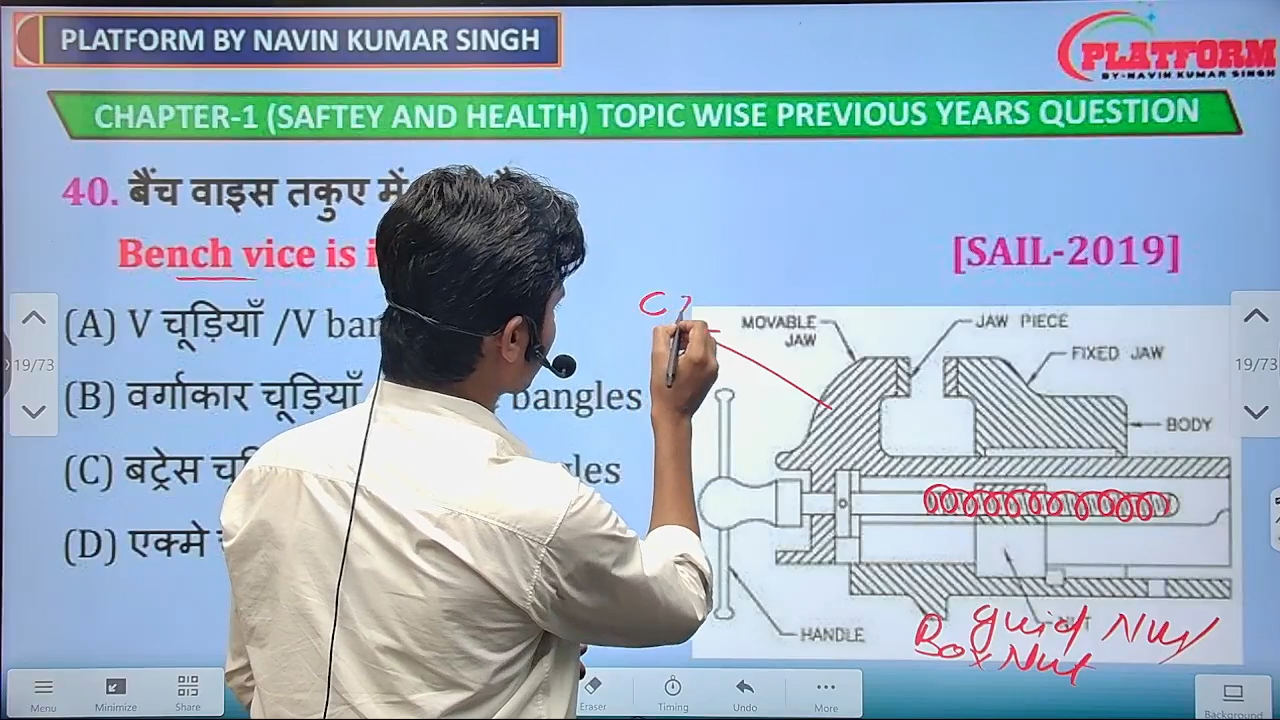 PLATFORM BY NAVIN KUMAR SINGH
PLATFORM
BY-NAVIN KUMAR SINGH
CHAPTER-1 (SAFTEY AND HEALTH) TOPIC WISE PREVIOUS YEARS QUESTION
40. बैंच वाइस तकुए में
Bench vice is
[SAIL-2019]
(A) V चूड़ियाँ /V
(B) वर्गाकार चूड़ियाँ bangles
(C) बट्रेस
(D) एक्मे
MOVABLE JAW
JAW PIECE
FIXED JAW
BODY
HANDLE
guid Nut
Box Nut
19/73
19/73
Menu
Minimize
Share
Eraser
Timing
Undo
More
Background